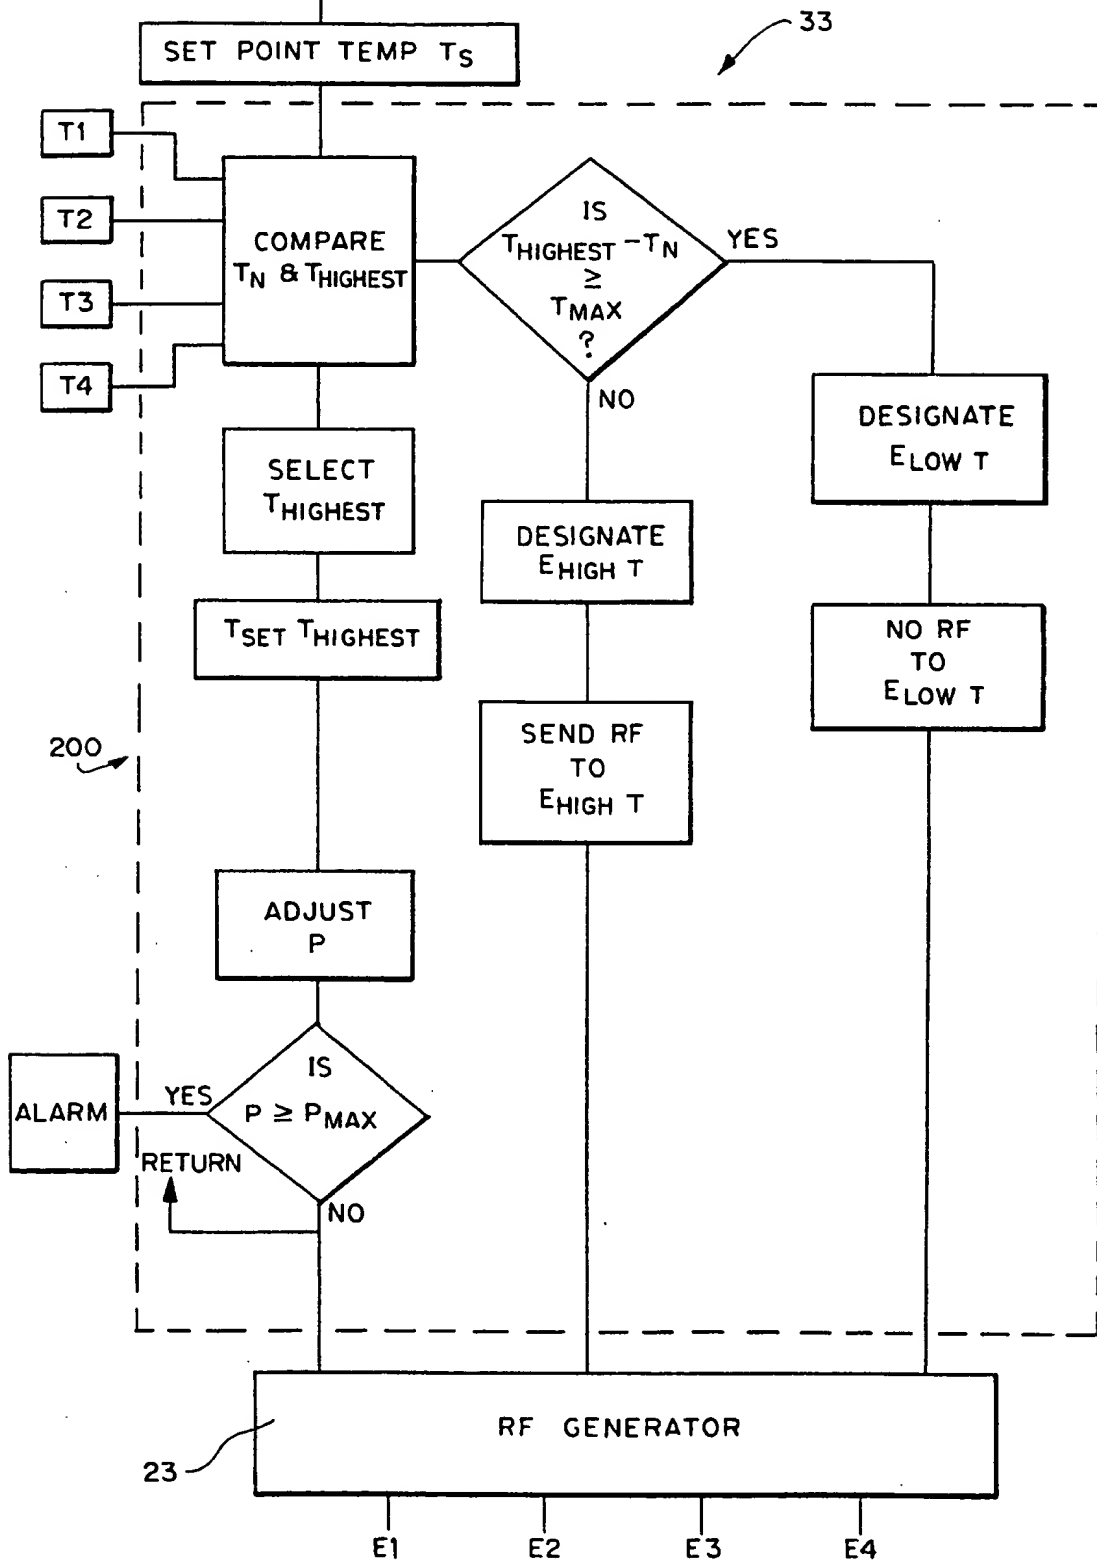 33
SET POINT TEMP TS
T1
T2
T3
T4
COMPARE
TN & THIGHEST
IS
THIGHEST - TN
≥
TMAX
?
YES
NO
SELECT
THIGHEST
DESIGNATE
EHIGH T
DESIGNATE
ELOW T
TSET THIGHEST
NO RF
TO
ELOW T
SEND RF
TO
EHIGH T
200
ADJUST
P
IS
P ≥ PMAX
YES
ALARM
RETURN
NO
RF GENERATOR
23
E1
E2
E3
E4